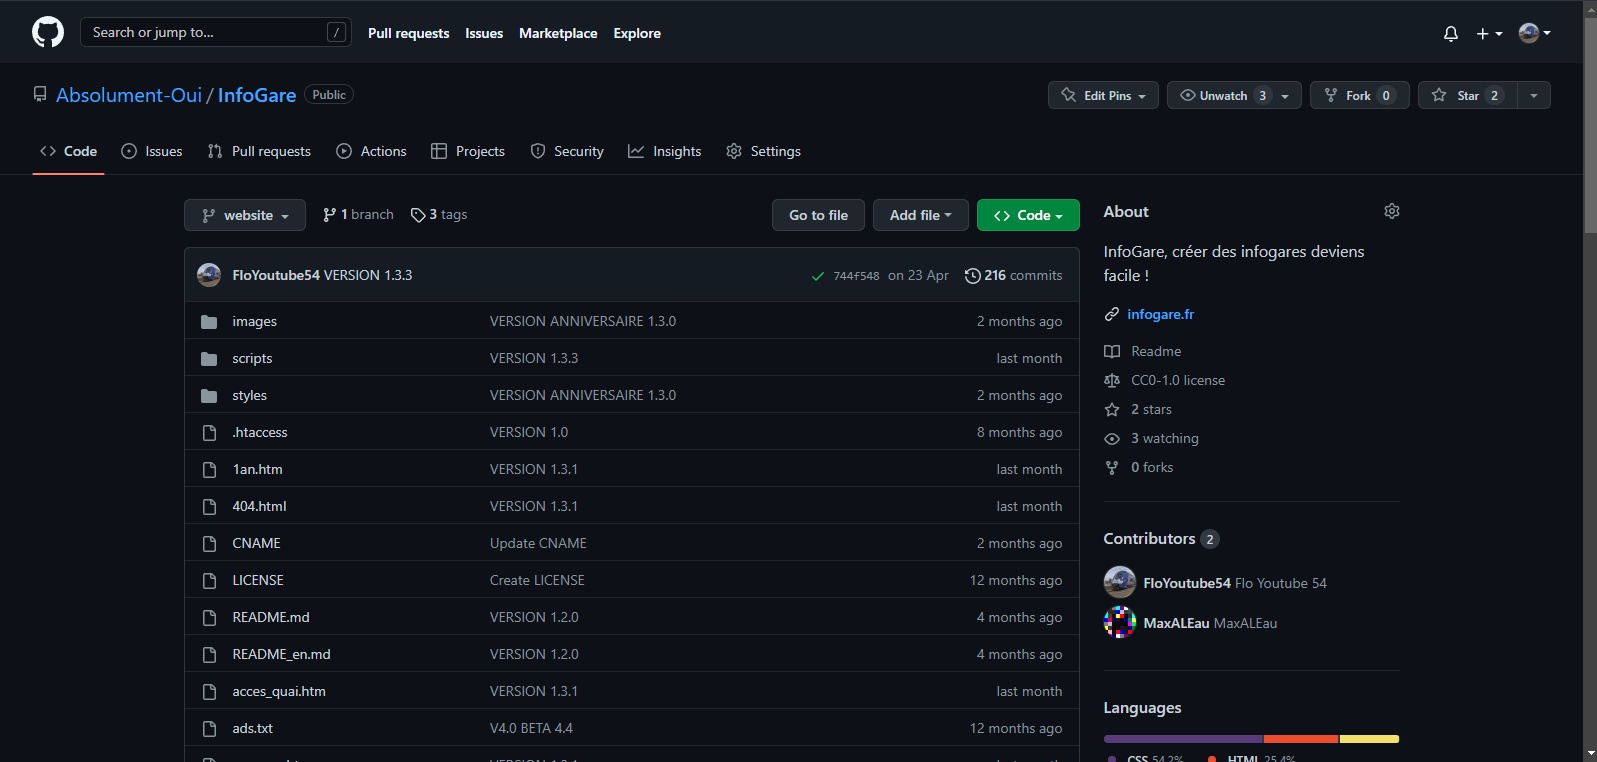 Search or jump to... /
Pull requests Issues Marketplace Explore
Absolument-Oui / InfoGare Public
Edit Pins Unwatch 3 Fork 0 Star 2
Code Issues Pull requests Actions Projects Security Insights Settings
website 1 branch 3 tags Go to file Add file Code
FloYoutube54 VERSION 1.3.3 744f548 on 23 Apr 216 commits
images VERSION ANNIVERSAIRE 1.3.0 2 months ago
scripts VERSION 1.3.3 last month
styles VERSION ANNIVERSAIRE 1.3.0 2 months ago
.htaccess VERSION 1.0 8 months ago
1an.htm VERSION 1.3.1 last month
404.html VERSION 1.3.1 last month
CNAME Update CNAME 2 months ago
LICENSE Create LICENSE 12 months ago
README.md VERSION 1.2.0 4 months ago
README_en.md VERSION 1.2.0 4 months ago
acces_quai.htm VERSION 1.3.1 last month
ads.txt V4.0 BETA 4.4 12 months ago
About
InfoGare, créer des infogares deviens
facile !
infogare.fr
Readme
CC0-1.0 license
2 stars
3 watching
0 forks
Contributors 2
FloYoutube54 Flo Youtube 54
MaxALEau MaxALEau
Languages
CSS 54.2% HTML 25.4%